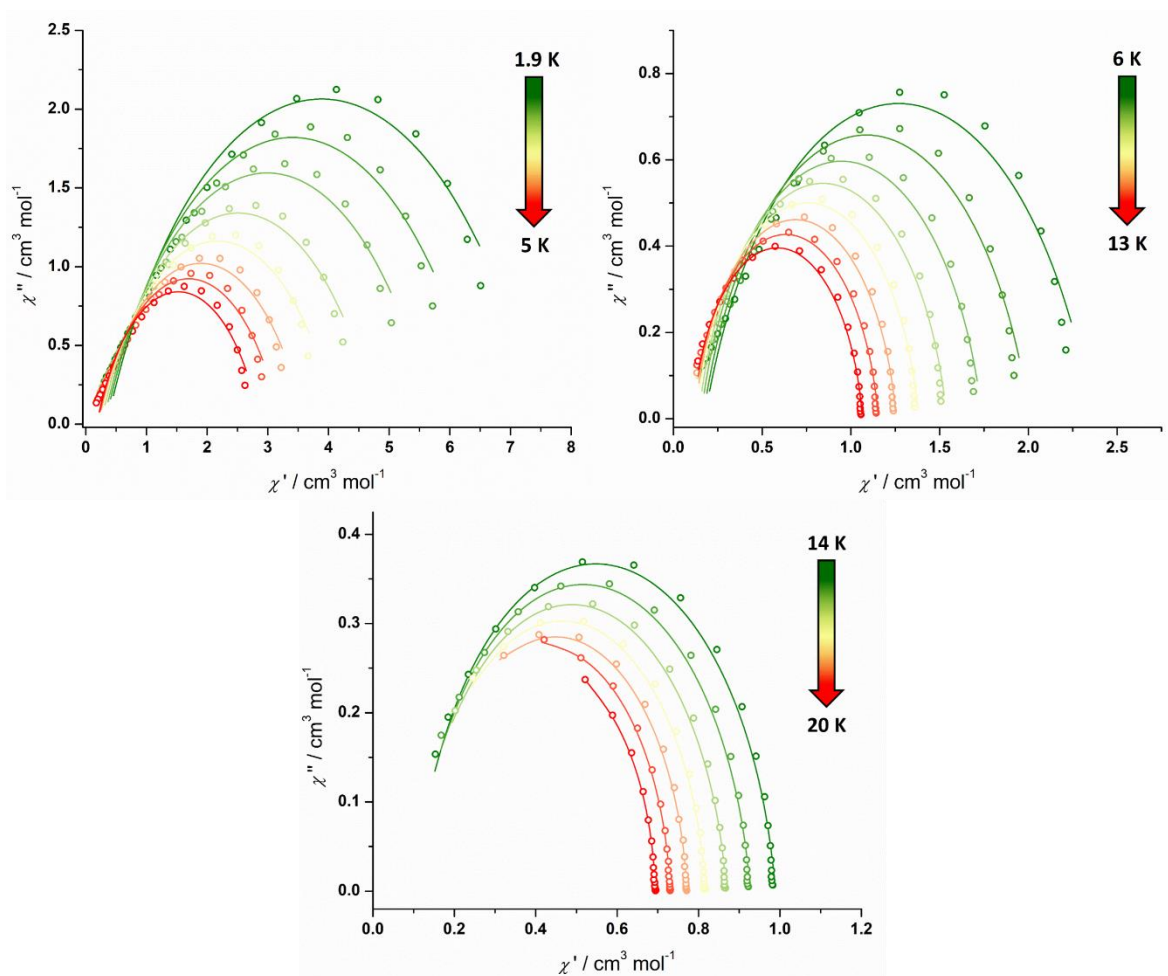 2.5
2.0
1.5
1.0
0.5
0.0
χ'' / cm³ mol⁻¹
0 1 2 3 4 5 6 7 8
χ' / cm³ mol⁻¹
1.9 K
5 K
0.8
0.6
0.4
0.2
0.0
χ'' / cm³ mol⁻¹
0.0 0.5 1.0 1.5 2.0 2.5
χ' / cm³ mol⁻¹
6 K
13 K
0.4
0.3
0.2
0.1
0.0
χ'' / cm³ mol⁻¹
0.0 0.2 0.4 0.6 0.8 1.0 1.2
χ' / cm³ mol⁻¹
14 K
20 K